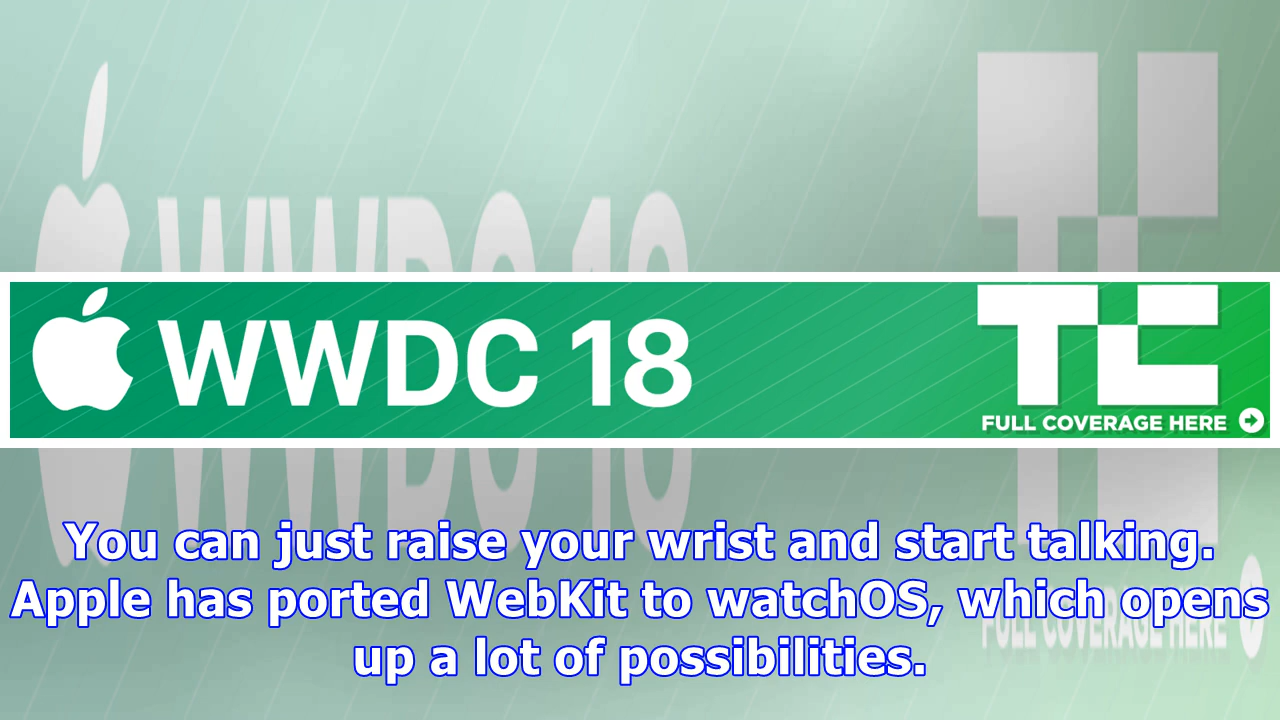 WWDC 18
TC
FULL COVERAGE HERE
You can just raise your wrist and start talking.
Apple has ported WebKit to watchOS, which opens
up a lot of possibilities.